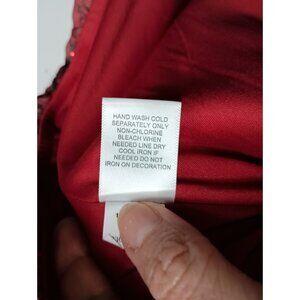 HAND WASH COLD
SEPARATELY ONLY
NON-CHLORINE
BLEACH WHEN
NEEDED LINE DRY
COOL IRON IF
NEEDED DO NOT
IRON ON DECORATION